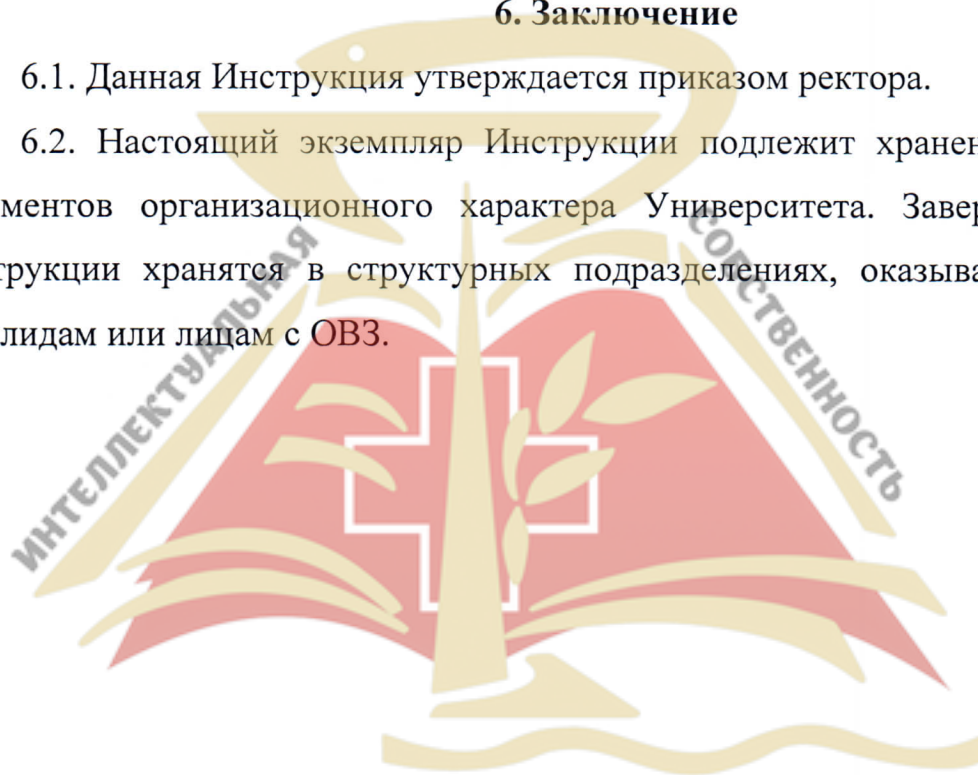 6. Заключение
6.1. Данная Инструкция утверждается приказом ректора.
6.2. Настоящий экземпляр Инструкции подлежит хранен
ментов организационного характера Университета. Завер
трукции хранятся в структурных подразделениях, оказыва
лидам или лицам с ОВЗ.
ИНТЕЛЛЕКТУАЛЬНАЯ
СОБСТВЕННОСТЬ